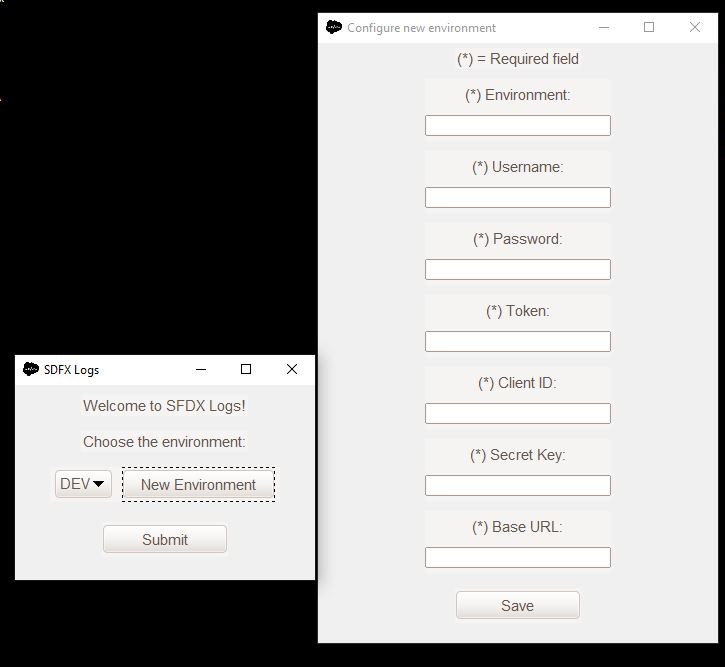 Configure new environment
(*) = Required field
(*) Environment:
(*) Username:
(*) Password:
(*) Token:
(*) Client ID:
(*) Secret Key:
(*) Base URL:
Save
SDFX Logs
Welcome to SFDX Logs!
Choose the environment:
DEV New Environment
Submit